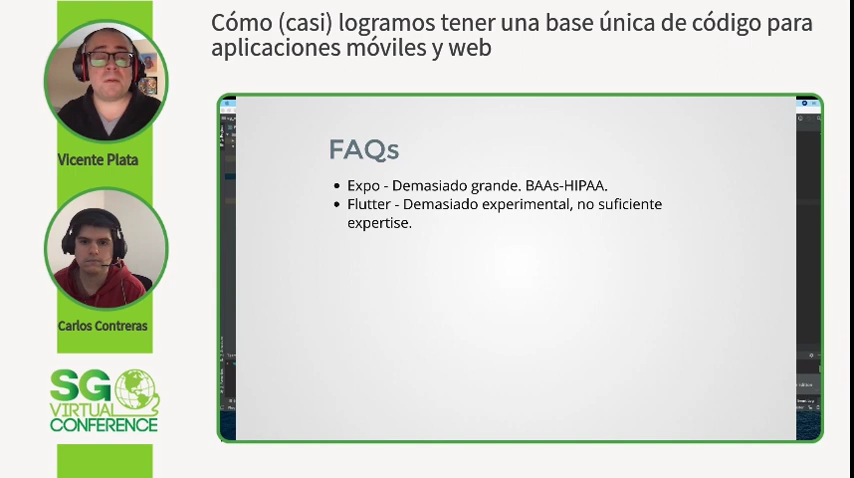 Cómo (casi) logramos tener una base única de código para
aplicaciones móviles y web
Vicente Plata
Carlos Contreras
SG
VIRTUAL
CONFERENCE
FAQs
• Expo - Demasiado grande. BAAs-HIPAA.
• Flutter - Demasiado experimental, no suficiente
expertise.